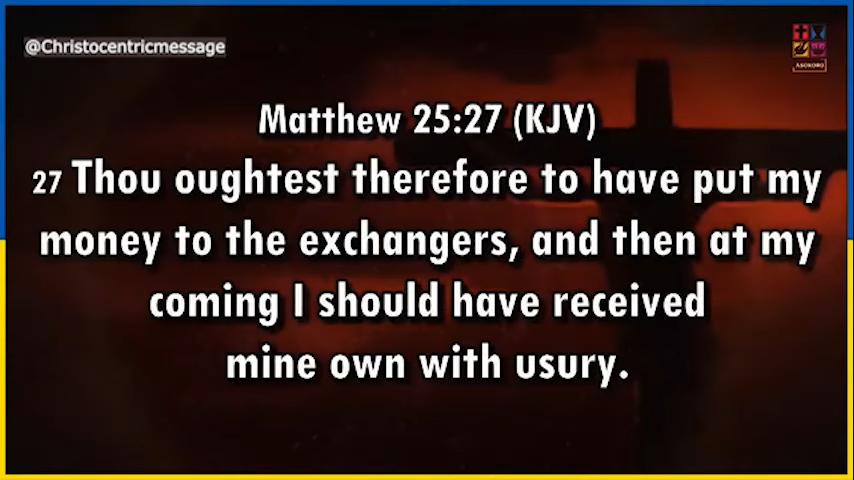 @Christocentricmessage
ASOKORO
Matthew 25:27 (KJV)
27 Thou oughtest therefore to have put my
money to the exchangers, and then at my
coming I should have received
mine own with usury.